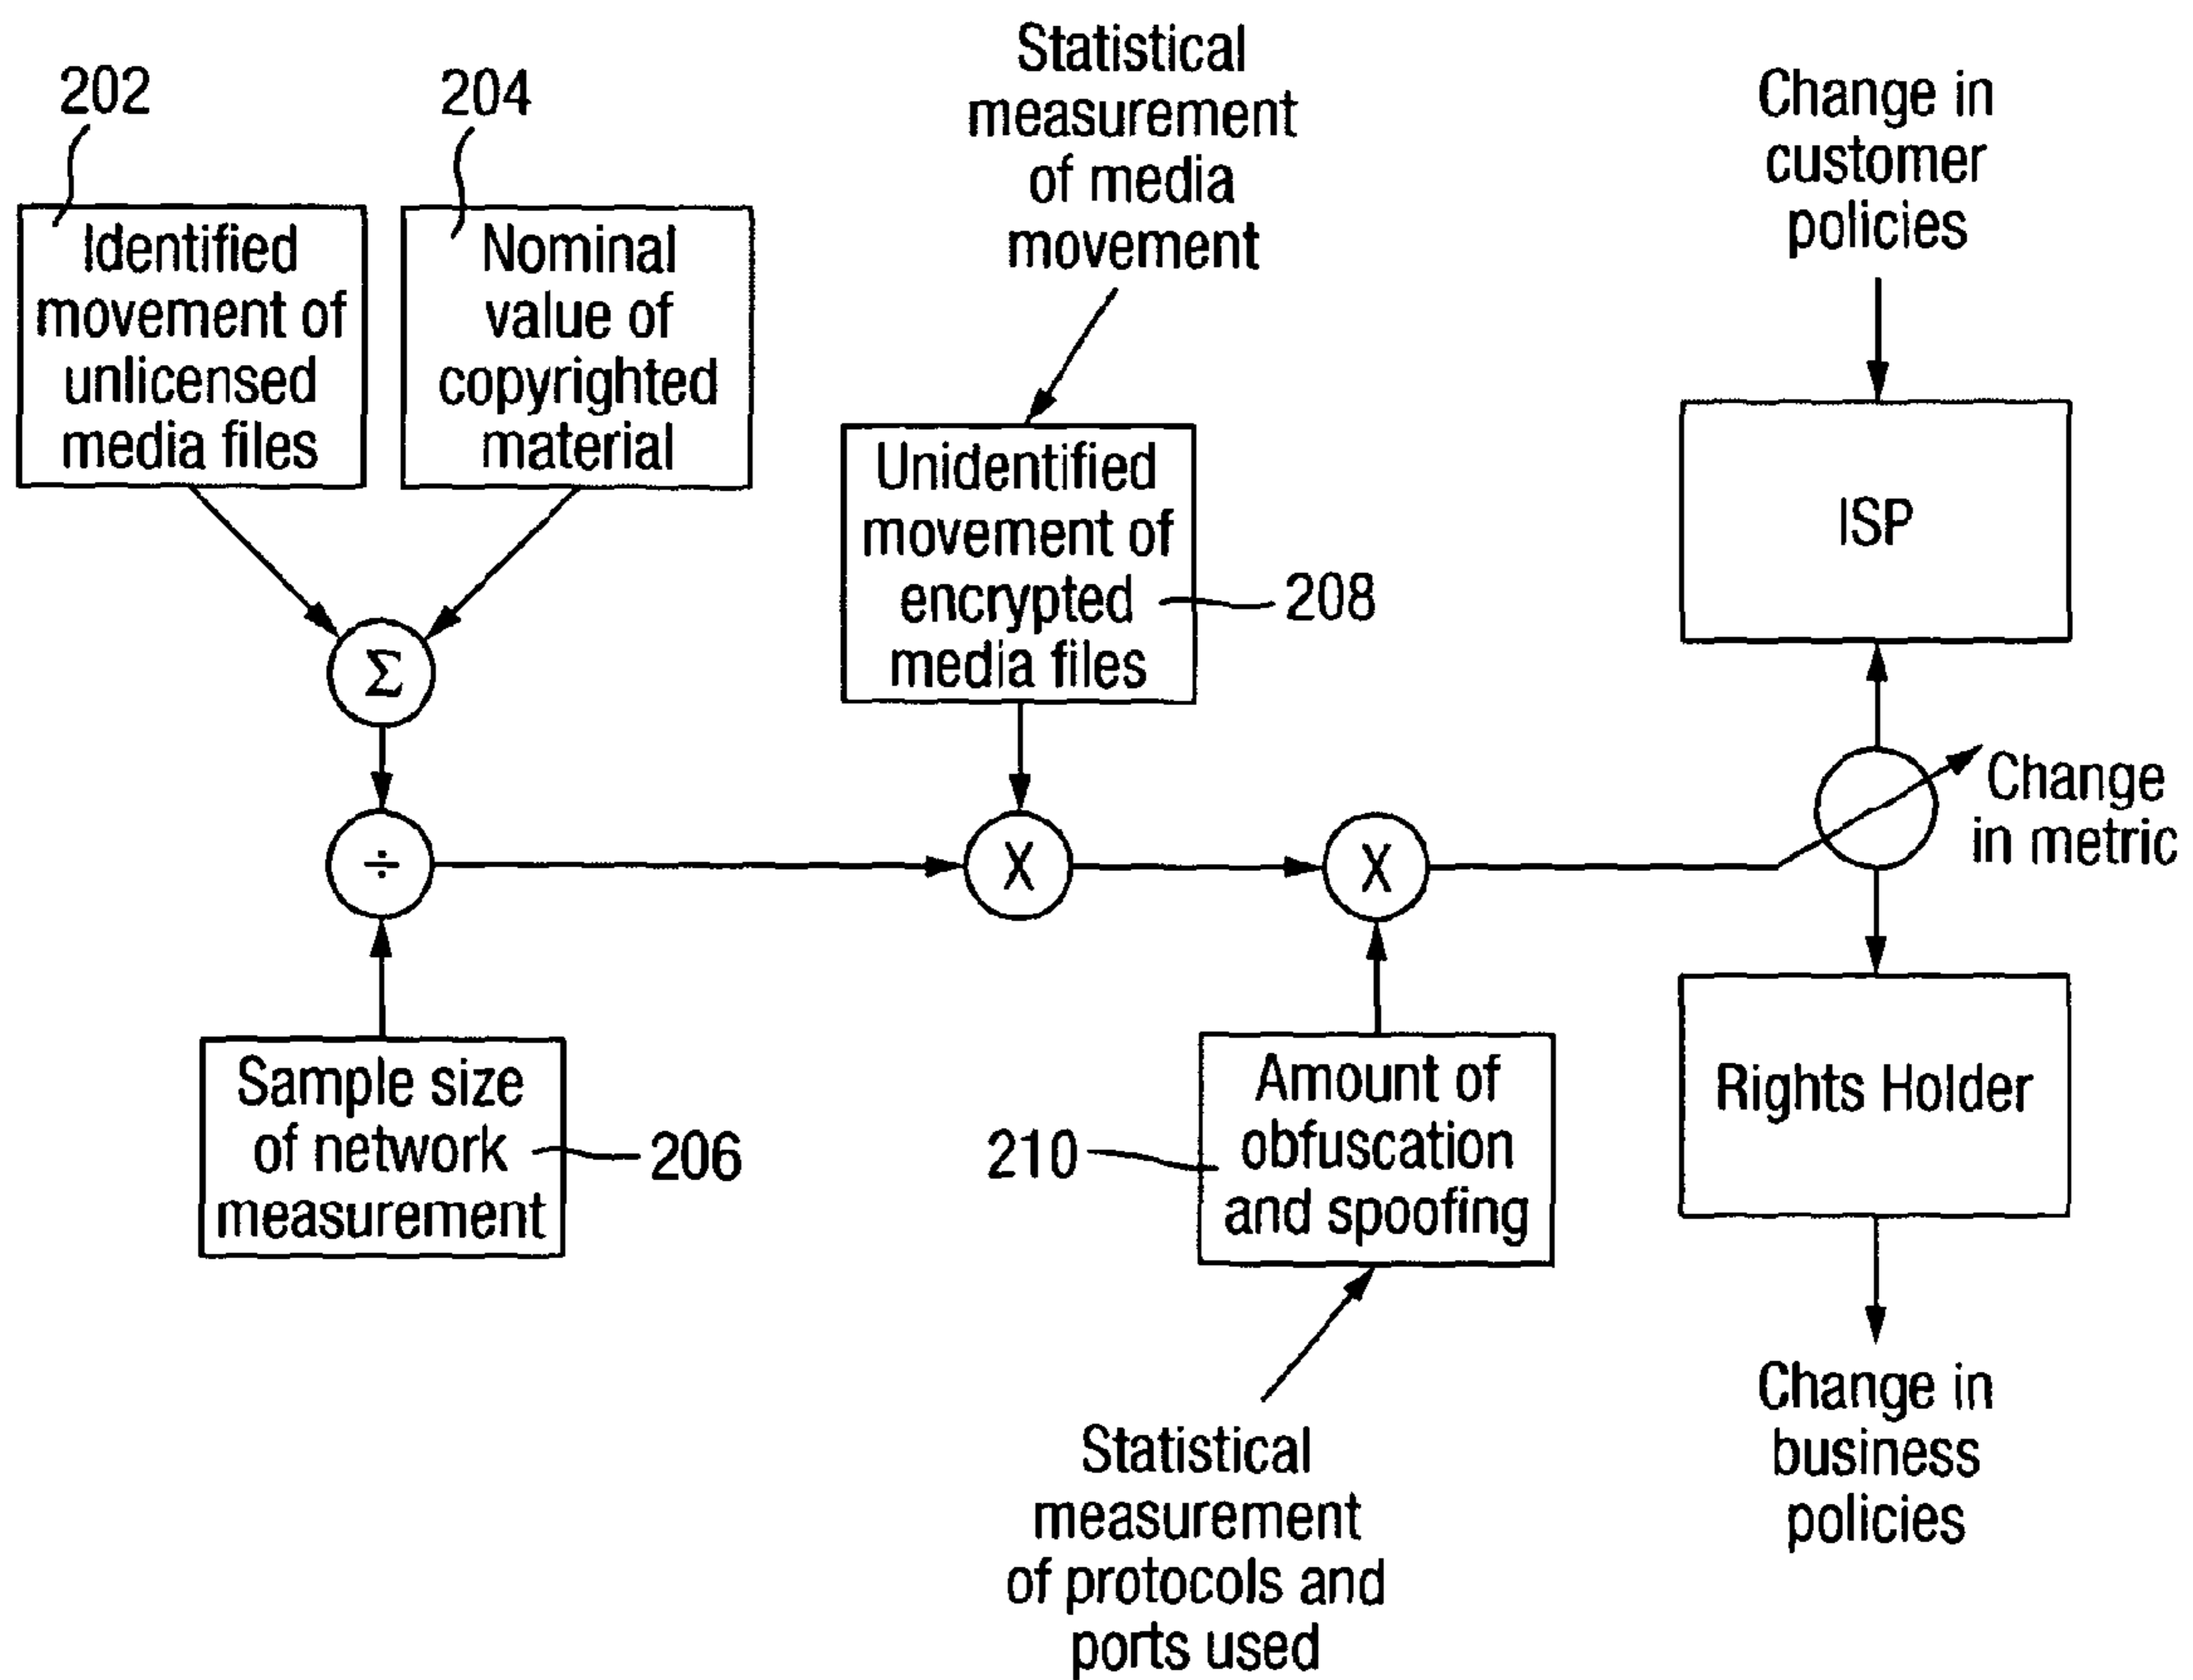 202
204
Statistical
measurement
of media
movement
Change in
customer
policies
Identified
movement of
unlicensed
media files
Nominal
value of
copyrighted
material
Unidentified
movement of
encrypted
media files
208
ISP
Σ
÷
X
X
Change
in metric
Sample size
of network
measurement
206
210
Amount of
obfuscation
and spoofing
Rights Holder
Statistical
measurement
of protocols and
ports used
Change in
business
policies